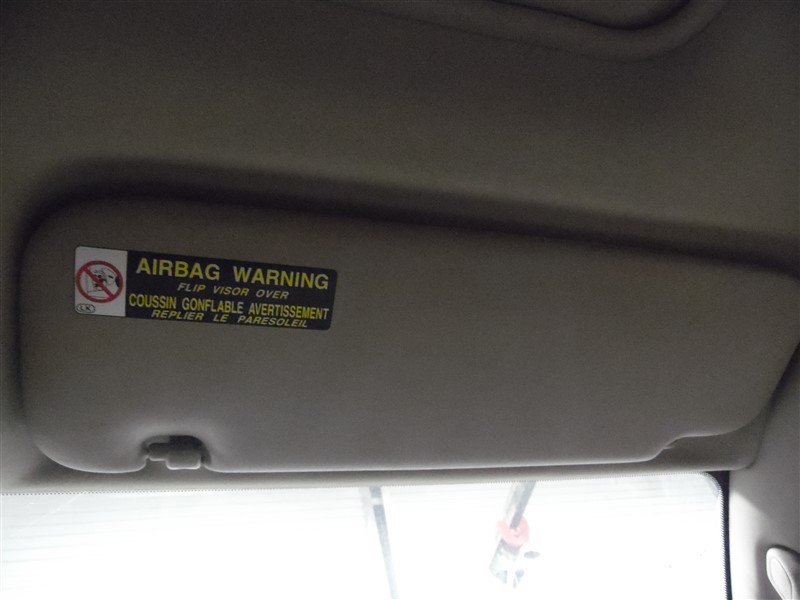 AIRBAG WARNING
FLIP VISOR OVER
COUSSIN GONFLABLE AVERTISSEMENT
REPLIER LE PARESOLEIL